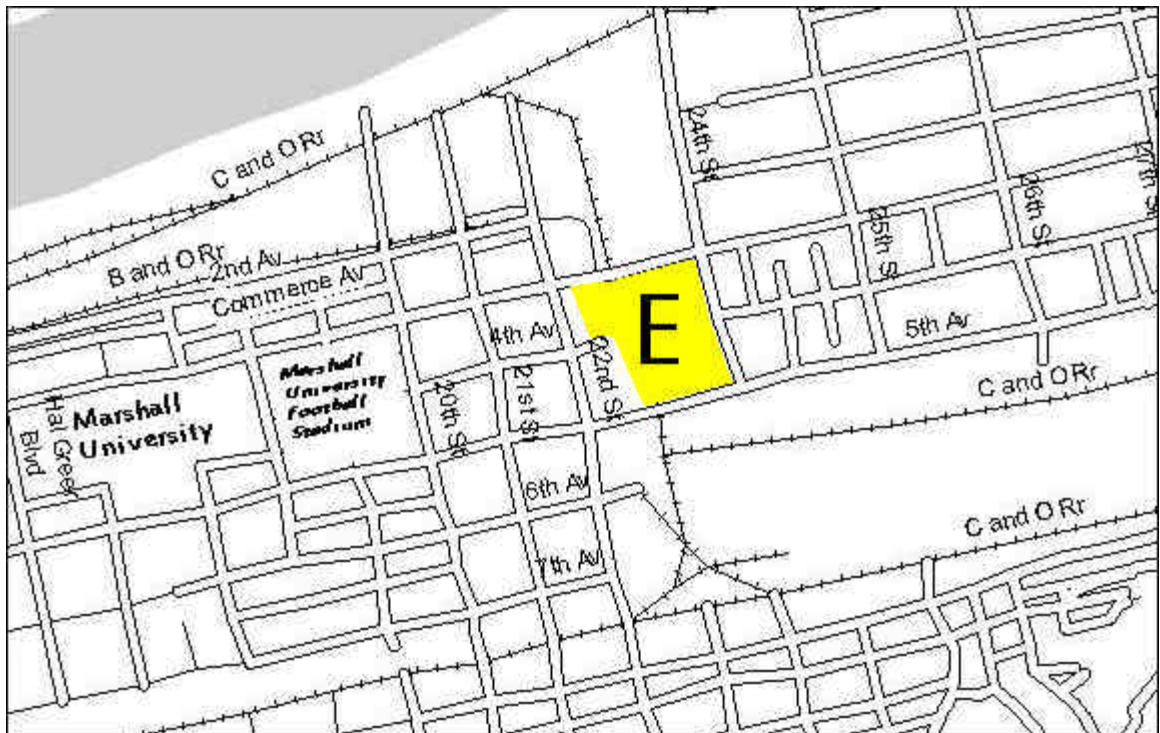 C and O Rr
24th St
27th St
26th St
25th St
B and O Rr
2nd Av
Commerce Av
E
4th Av
5th Av
22nd St
Marshall
University
Football
Stadium
21st St
20th St
C and O Rr
Hal Greer
Blvd
Marshall
University
6th Av
C and O Rr
7th Av